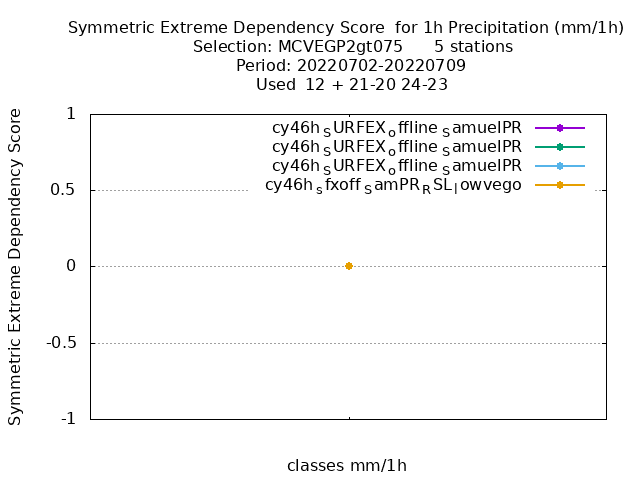 Symmetric Extreme Dependency Score  for 1h Precipitation (mm/1h)
Selection: MCVEGP2gt075      5 stations
Period: 20220702-20220709
Used  12 + 21-20 24-23
Symmetric Extreme Dependency Score
1
0.5
0
-0.5
-1
cy46h_SURFEX_offline_SamuelPR
cy46h_SURFEX_offline_SamuelPR
cy46h_SURFEX_offline_SamuelPR
cy46h_sfxoff_SamPR_RSL_lowvego
classes mm/1h